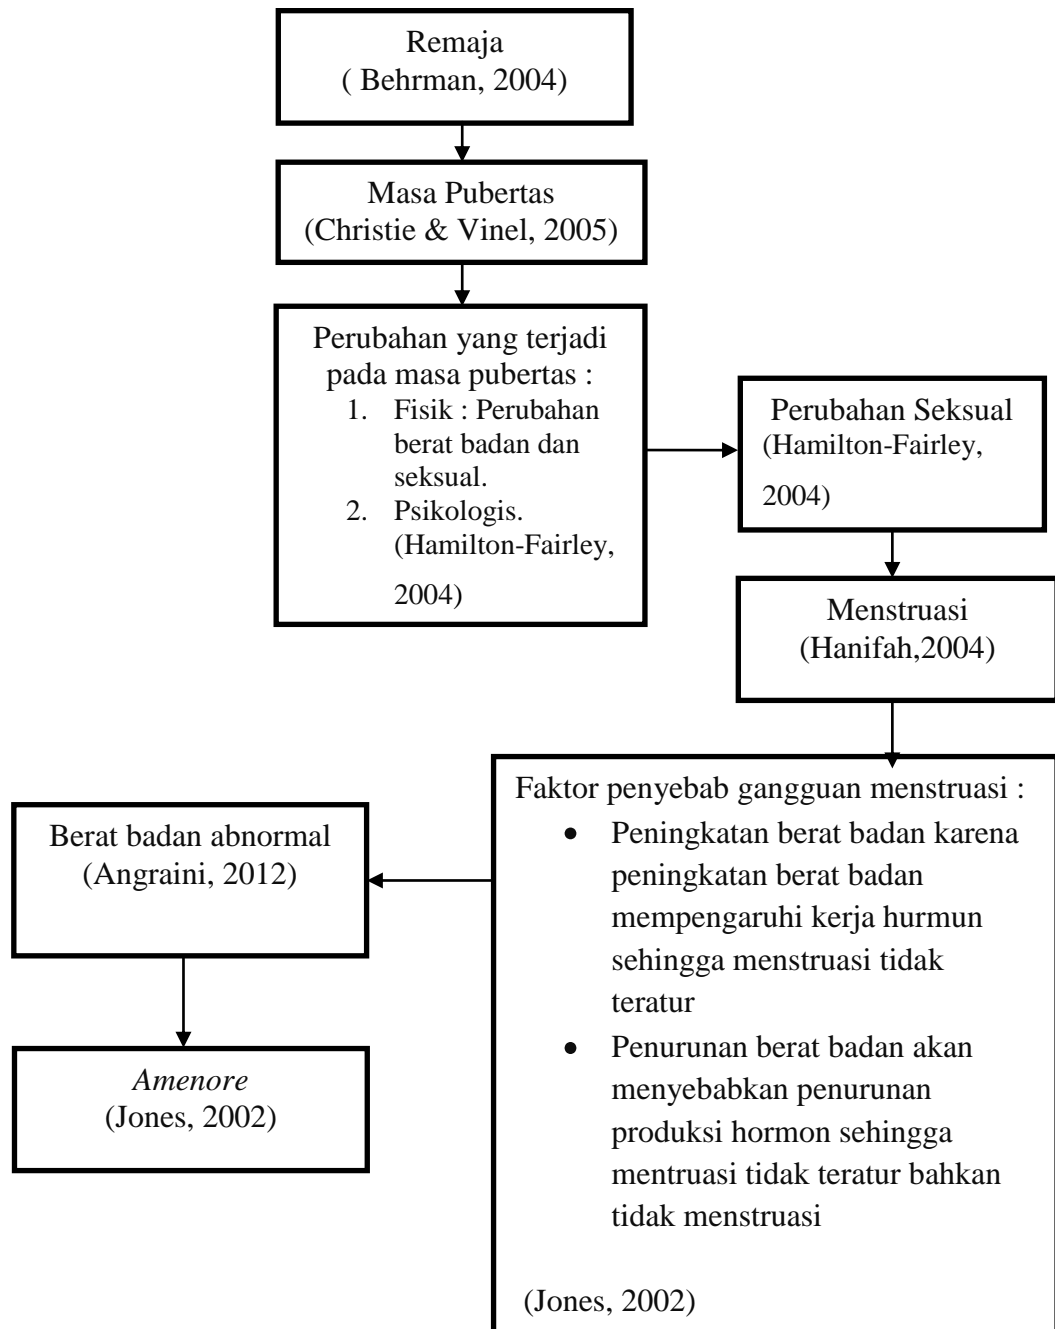 Remaja
( Behrman, 2004)
Masa Pubertas
(Christie & Vinel, 2005)
Perubahan yang terjadi
pada masa pubertas :
1. Fisik : Perubahan
berat badan dan
seksual.
2. Psikologis.
(Hamilton-Fairley,
2004)
Perubahan Seksual
(Hamilton-Fairley,
2004)
Menstruasi
(Hanifah,2004)
Faktor penyebab gangguan menstruasi :
• Peningkatan berat badan karena
peningkatan berat badan
mempengaruhi kerja hurmun
sehingga menstruasi tidak
teratur
• Penurunan berat badan akan
menyebabkan penurunan
produksi hormon sehingga
mentruasi tidak teratur bahkan
tidak menstruasi
(Jones, 2002)
Berat badan abnormal
(Angraini, 2012)
Amenore
(Jones, 2002)